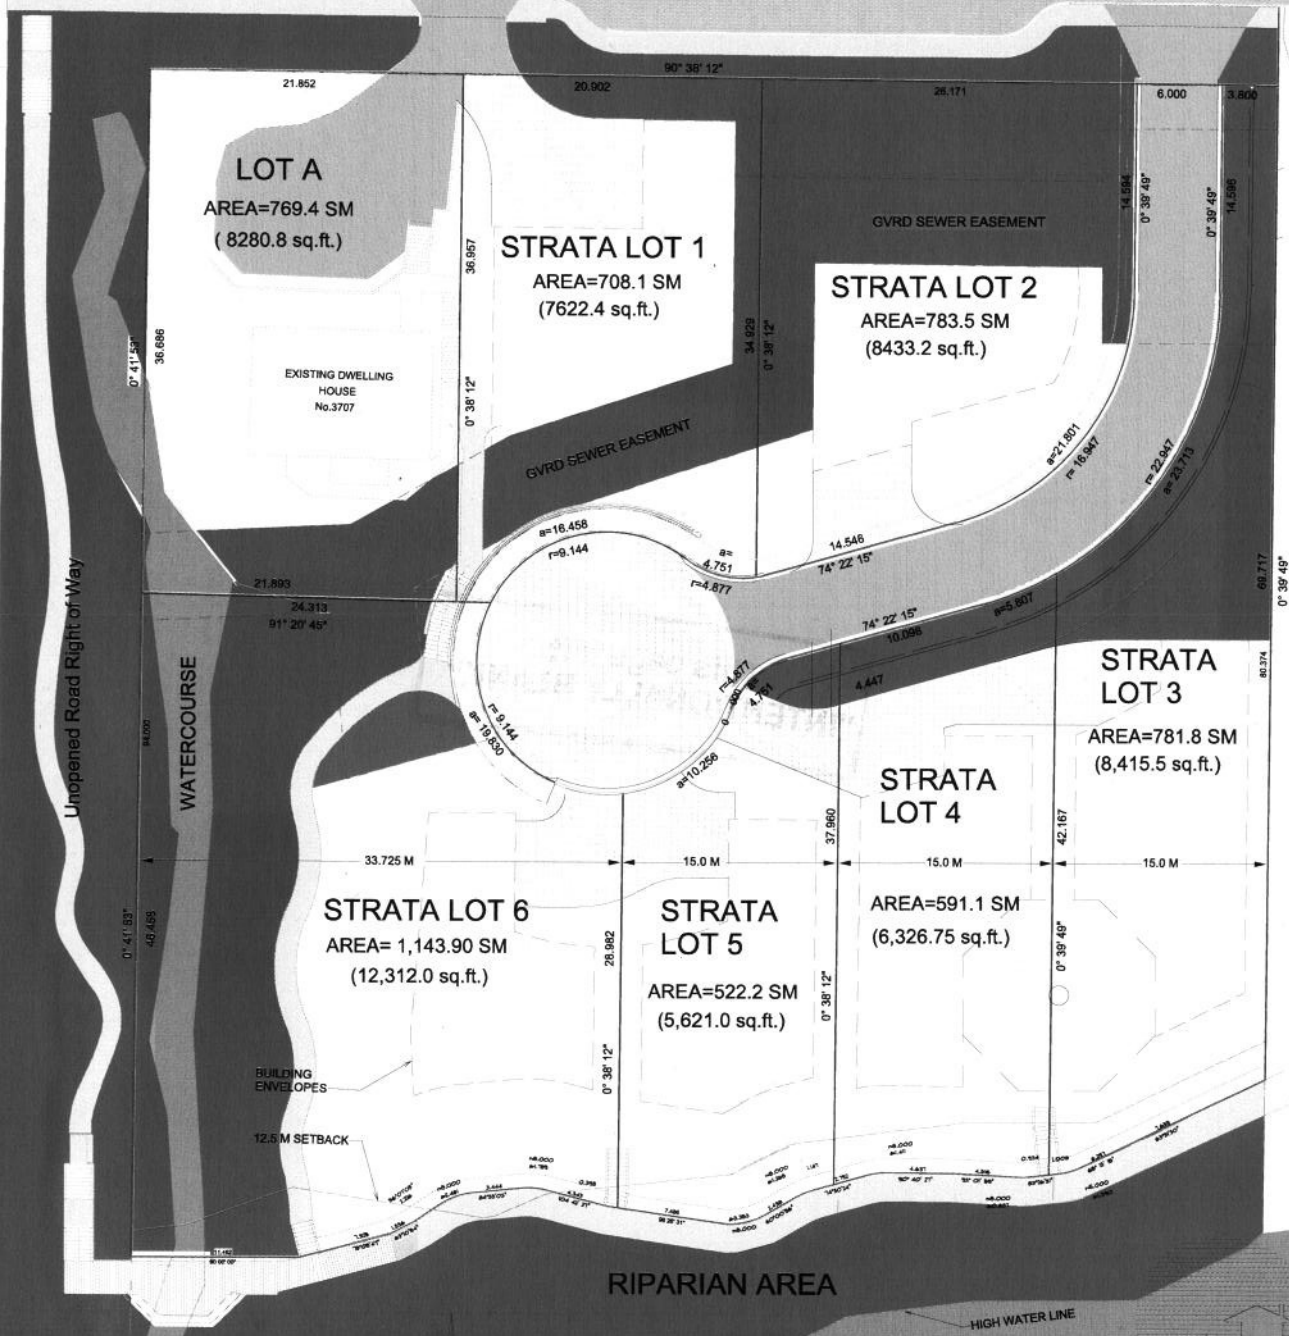 90° 38' 12"
21.852
20.902
26.171
6.000
3.800
LOT A
AREA=769.4 SM
( 8280.8 sq.ft.)
STRATA LOT 1
AREA=708.1 SM
(7622.4 sq.ft.)
GVRD SEWER EASEMENT
STRATA LOT 2
AREA=783.5 SM
(8433.2 sq.ft.)
14.594
0° 39' 49"
0° 39' 49"
14.596
36.957
0° 38' 12"
34.929
0° 38' 12"
36.686
EXISTING DWELLING
HOUSE
No.3707
GVRD SEWER EASEMENT
a=21.801
r= 16.947
r= 22.947
a= 23.713
a=16.458
r=9.144
a=
4.751
r=4.877
14.546
74° 22' 15"
74° 22' 15"
10.098
a=5.807
4.447
69.717
0° 39' 49"
21.893
24.313
91° 20' 45"
Unopened Road Right of Way
WATERCOURSE
r=4.877
4.751
r= 9.144
a= 19.830
a=10.256
STRATA
LOT 3
AREA=781.8 SM
(8,415.5 sq.ft.)
60.374
STRATA
LOT 4
AREA=591.1 SM
(6,326.75 sq.ft.)
37.960
42.167
33.725 M
15.0 M
15.0 M
15.0 M
STRATA LOT 6
AREA= 1,143.90 SM
(12,312.0 sq.ft.)
STRATA
LOT 5
AREA=522.2 SM
(5,621.0 sq.ft.)
28.982
0° 38' 12"
0° 38' 12"
0° 39' 49"
BUILDING
ENVELOPES
12.5 M SETBACK
RIPARIAN AREA
HIGH WATER LINE